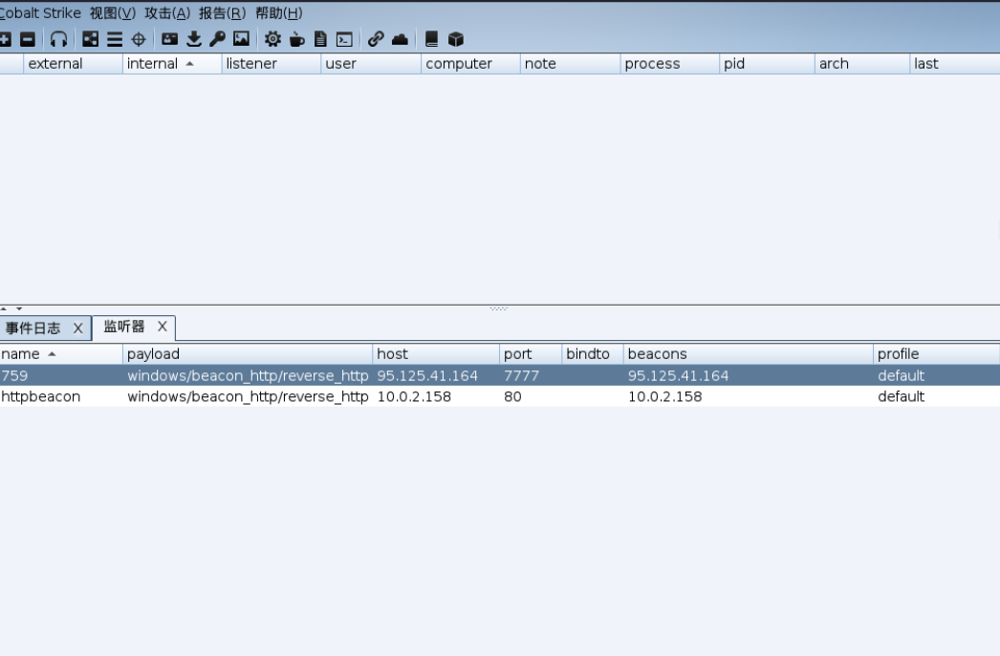 Cobalt Strike 视图(V) 攻击(A) 报告(R) 帮助(H)
external internal listener user computer note process pid arch last
事件日志 X 监听器 X
name payload host port bindto beacons profile
759 windows/beacon_http/reverse_http 95.125.41.164 7777 95.125.41.164 default
httpbeacon windows/beacon_http/reverse_http 10.0.2.158 80 10.0.2.158 default